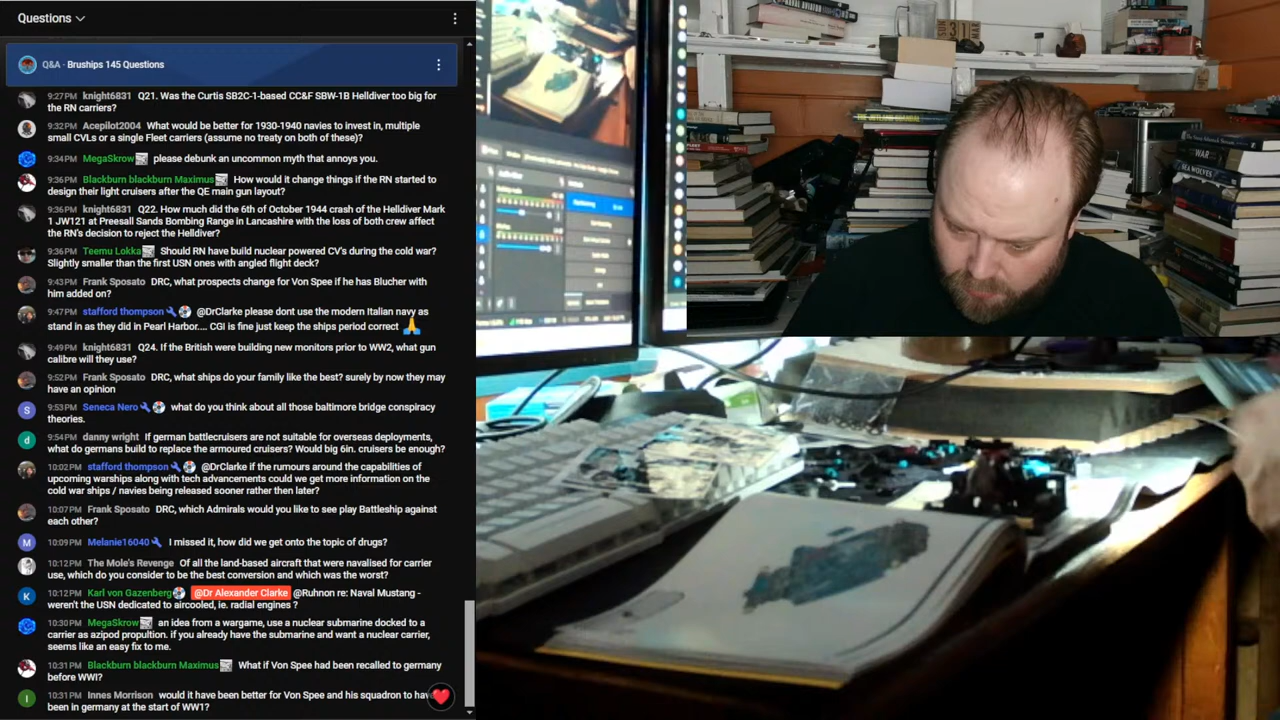 Questions
Q&A · Bruships 145 Questions
9:27PM knight6831 Q21. Was the Curtis SB2C-1-based CC&F SBW-1B Helldiver too big for
the RN carriers?
9:32PM Acepilot2004 What would be better for 1930-1940 navies to invest in, multiple
small CVLs or a single Fleet carriers (assume no treaty on both of these)?
9:34PM MegaSkrow please debunk an uncommon myth that annoys you.
9:36PM Blackburn blackburn Maximus How would it change things if the RN started to
design their light cruisers after the QE main gun layout?
9:36PM knight6831 Q22. How much did the 6th of October 1944 crash of the Helldiver Mark
1 JW121 at Preesall Sands Bombing Range in Lancashire with the loss of both crew affect
the RN's decision to reject the Helldiver?
9:36PM Teemu Lokka Should RN have build nuclear powered CV's during the cold war?
Slightly smaller than the first USN ones with angled flight deck?
9:43PM Frank Sposato DRC, what prospects change for Von Spee if he has Blucher with
him added on?
9:47PM stafford thompson @DrClarke please dont use the modern Italian navy as
stand in as they did in Pearl Harbor.... CGI is fine just keep the ships period correct 🙏
9:49PM knight6831 Q24. If the British were building new monitors prior to WW2, what gun
calibre will they use?
9:52PM Frank Sposato DRC, what ships do your family like the best? surely by now they may
have an opinion
9:53PM Seneca Nero what do you think about all those baltimore bridge conspiracy
theories.
9:54PM danny wright If german battlecruisers are not suitable for overseas deployments,
what do germans build to replace the armoured cruisers? Would big 6in. cruisers be enough?
10:02PM stafford thompson @DrClarke if the rumours around the capabilities of
upcoming warships along with tech advancements could we get more information on the
cold war ships / navies being released sooner rather then later?
10:07PM Frank Sposato DRC, which Admirals would you like to see play Battleship against
each other?
10:09PM Melanie16040 I missed it, how did we get onto the topic of drugs?
10:12PM The Mole's Revenge Of all the land-based aircraft that were navalised for carrier
use, which do you consider to be the best conversion and which was the worst?
10:12PM Karl von Gazenberg @Dr Alexander Clarke @Ruhnon re: Naval Mustang -
weren't the USN dedicated to aircooled, ie. radial engines ?
10:30PM MegaSkrow an idea from a wargame, use a nuclear submarine docked to a
carrier as azipod propultion. if you already have the submarine and want a nuclear carrier,
seems like an easy fix to me.
10:31PM Blackburn blackburn Maximus What if Von Spee had been recalled to germany
before WWI?
10:31PM Innes Morrison would it have been better for Von Spee and his squadron to have
been in germany at the start of WW1?
SUN 31
WAR
SEA WOLVES